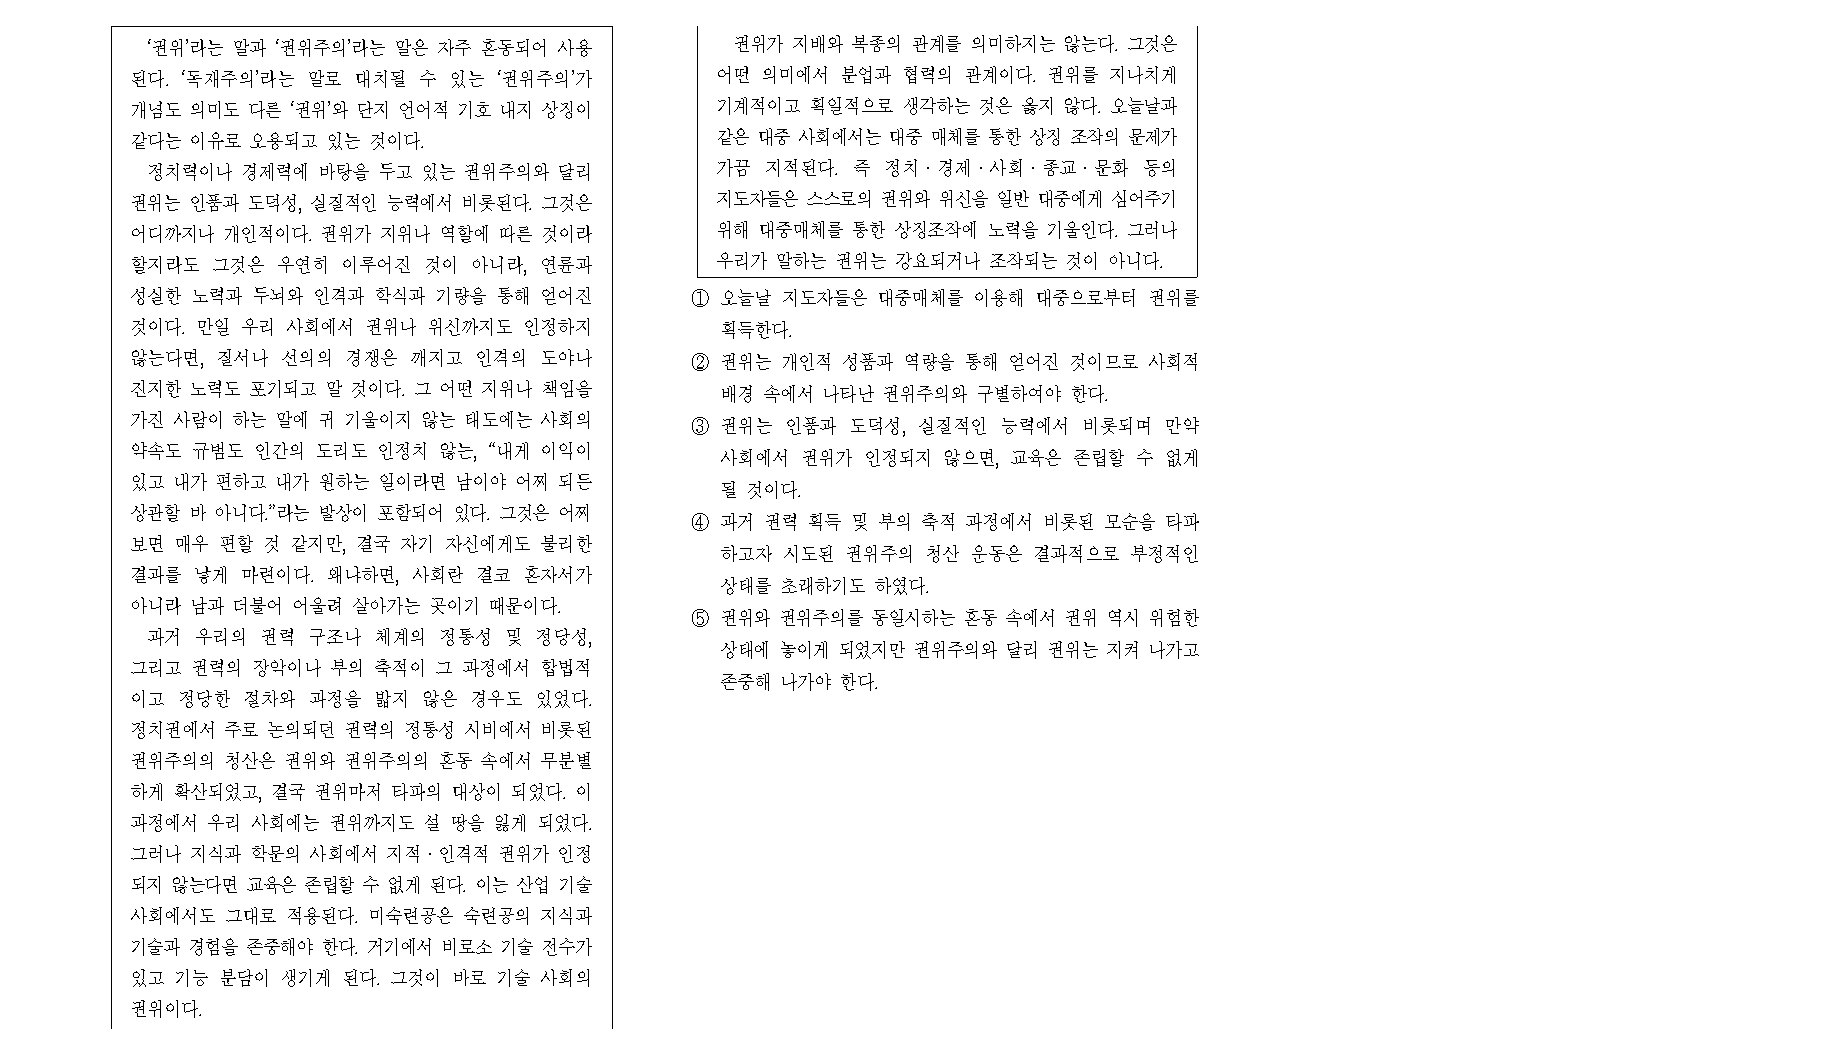 ‘권위’라는 말과 ‘권위주의’라는 말은 자주 혼동되어 사용
된다. ‘독재주의’라는 말로 대치될 수 있는 ‘권위주의’가
개념도 의미도 다른 ‘권위’와 단지 언어적 기호 내지 상징이
같다는 이유로 오용되고 있는 것이다.
정치력이나 경제력에 바탕을 두고 있는 권위주의와 달리
권위는 인품과 도덕성, 실질적인 능력에서 비롯된다. 그것은
어디까지나 개인적이다. 권위가 지위나 역할에 따른 것이라
할지라도 그것은 우연히 이루어진 것이 아니라, 연륜과
성실한 노력과 두뇌와 인격과 학식과 기량을 통해 얻어진
것이다. 만일 우리 사회에서 권위나 위신까지도 인정하지
않는다면, 질서나 선의의 경쟁은 깨지고 인격의 도야나
진지한 노력도 포기되고 말 것이다. 그 어떤 지위나 책임을
가진 사람이 하는 말에 귀 기울이지 않는 태도에는 사회의
약속도 규범도 인간의 도리도 인정치 않는, “내게 이익이
있고 내가 편하고 내가 원하는 일이라면 남이야 어찌 되든
상관할 바 아니다.”라는 발상이 포함되어 있다. 그것은 어찌
보면 매우 편할 것 같지만, 결국 자기 자신에게도 불리한
결과를 낳게 마련이다. 왜냐하면, 사회란 결코 혼자서가
아니라 남과 더불어 어울려 살아가는 곳이기 때문이다.
과거 우리의 권력 구조나 체계의 정통성 및 정당성,
그리고 권력의 장악이나 부의 축적이 그 과정에서 합법적
이고 정당한 절차와 과정을 밟지 않은 경우도 있었다.
정치권에서 주로 논의되던 권력의 정통성 시비에서 비롯된
권위주의의 청산은 권위와 권위주의의 혼동 속에서 무분별
하게 확산되었고, 결국 권위마저 타파의 대상이 되었다. 이
과정에서 우리 사회에는 권위까지도 설 땅을 잃게 되었다.
그러나 지식과 학문의 사회에서 지적·인격적 권위가 인정
되지 않는다면 교육은 존립할 수 없게 된다. 이는 산업 기술
사회에서도 그대로 적용된다. 미숙련공은 숙련공의 지식과
기술과 경험을 존중해야 한다. 거기에서 비로소 기술 전수가
있고 기능 분담이 생기게 된다. 그것이 바로 기술 사회의
권위이다.
권위가 지배와 복종의 관계를 의미하지는 않는다. 그것은
어떤 의미에서 분업과 협력의 관계이다. 권위를 지나치게
기계적이고 획일적으로 생각하는 것은 옳지 않다. 오늘날과
같은 대중 사회에서는 대중 매체를 통한 상징 조작의 문제가
가끔 지적된다. 즉 정치·경제·사회·종교·문화 등의
지도자들은 스스로의 권위와 위신을 일반 대중에게 심어주기
위해 대중매체를 통한 상징조작에 노력을 기울인다. 그러나
우리가 말하는 권위는 강요되거나 조작되는 것이 아니다.
① 오늘날 지도자들은 대중매체를 이용해 대중으로부터 권위를
획득한다.
② 권위는 개인적 성품과 역량을 통해 얻어진 것이므로 사회적
배경 속에서 나타난 권위주의와 구별하여야 한다.
③ 권위는 인품과 도덕성, 실질적인 능력에서 비롯되며 만약
사회에서 권위가 인정되지 않으면, 교육은 존립할 수 없게
될 것이다.
④ 과거 권력 획득 및 부의 축적 과정에서 비롯된 모순을 타파
하고자 시도된 권위주의 청산 운동은 결과적으로 부정적인
상태를 초래하기도 하였다.
⑤ 권위와 권위주의를 동일시하는 혼동 속에서 권위 역시 위험한
상태에 놓이게 되었지만 권위주의와 달리 권위는 지켜 나가고
존중해 나가야 한다.